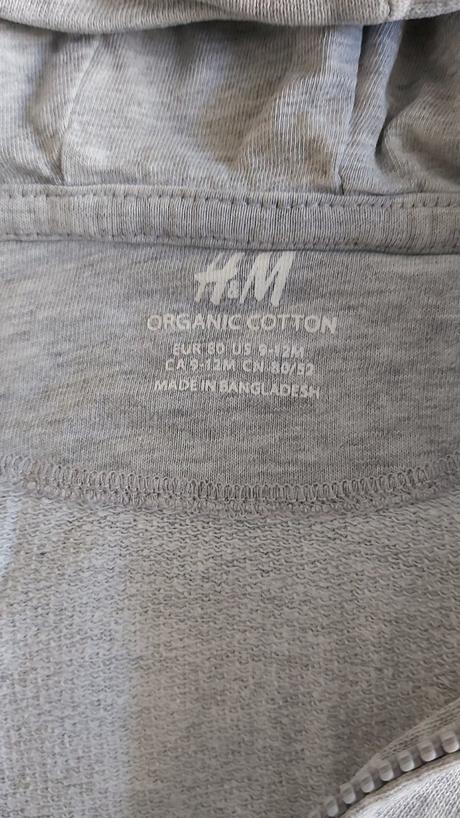 H&M
ORGANIC COTTON
EUR 80 US 9-12M
CA 9-12M CN 80/52
MADE IN BANGLADESH